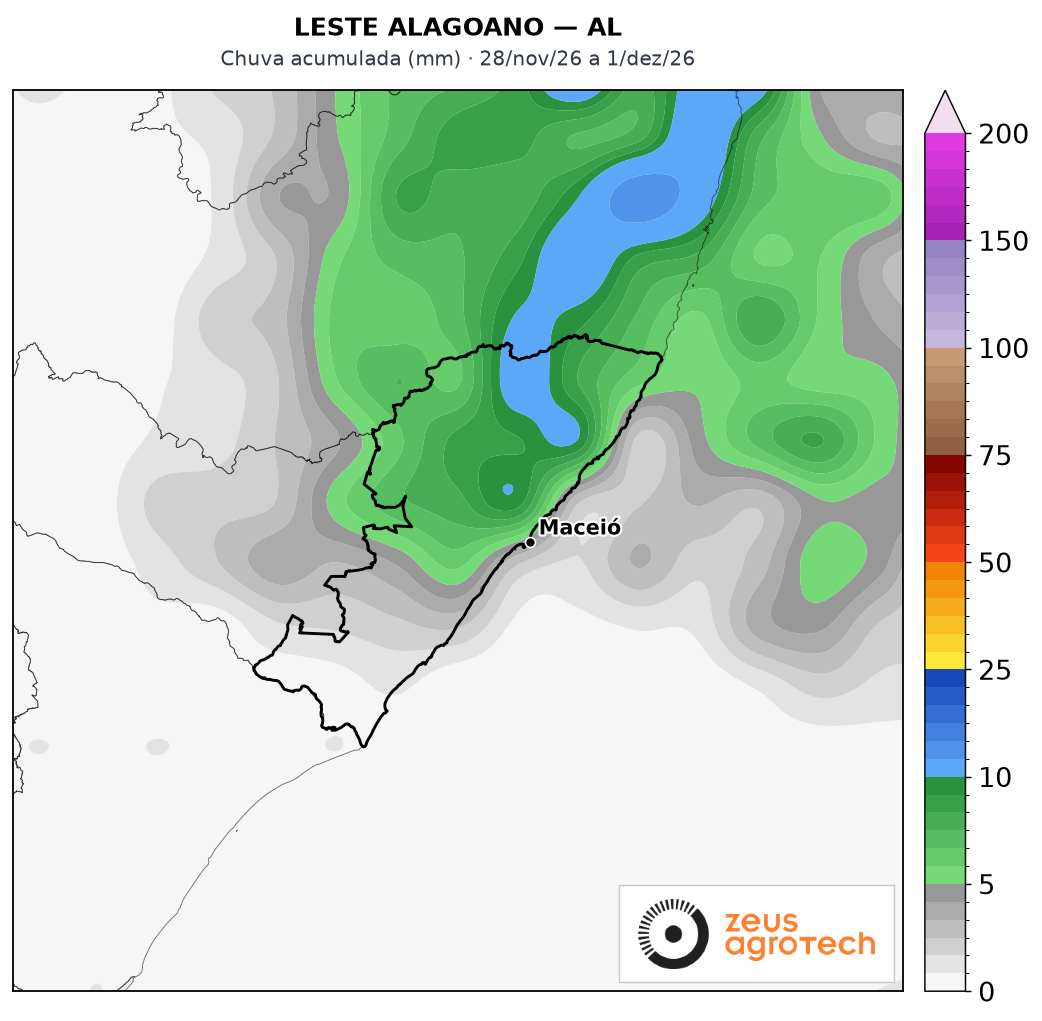 LESTE ALAGOANO — AL
Chuva acumulada (mm) · 28/nov/26 a 1/dez/26
200
150
100
75
50
25
10
5
0
Maceió
zeus
agrotech